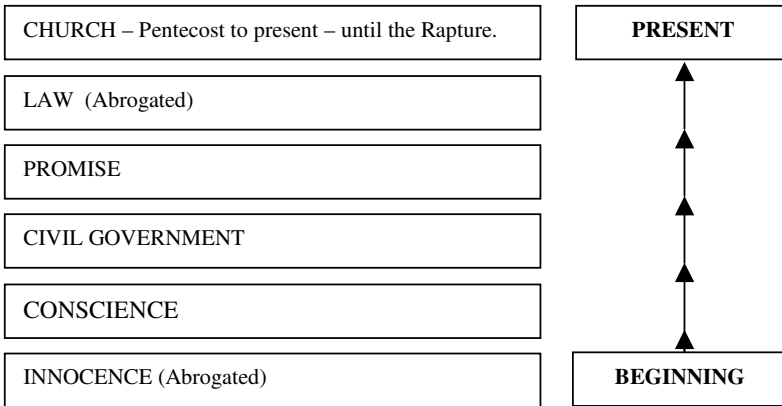 CHURCH – Pentecost to present – until the Rapture.
PRESENT
LAW (Abrogated)
PROMISE
CIVIL GOVERNMENT
CONSCIENCE
INNOCENCE (Abrogated)
BEGINNING